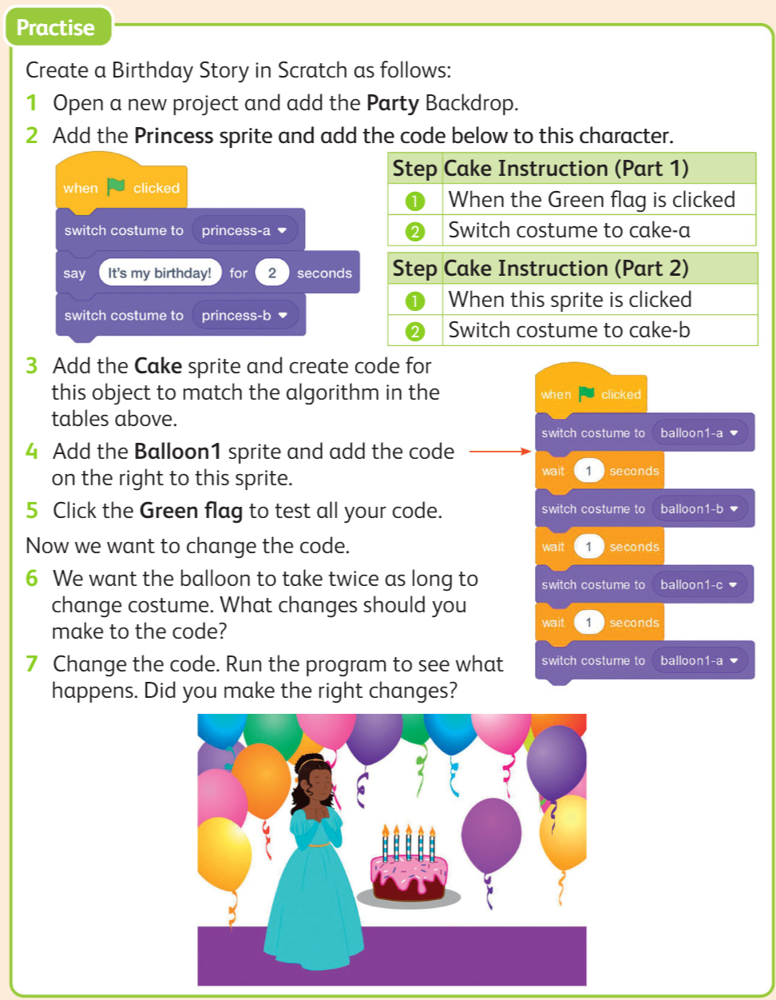 Practise
Create a Birthday Story in Scratch as follows:
1 Open a new project and add the Party Backdrop.
2 Add the Princess sprite and add the code below to this character.
when clicked
switch costume to princess-a
say It's my birthday! for 2 seconds
switch costume to princess-b
Step Cake Instruction (Part 1)
1 When the Green flag is clicked
2 Switch costume to cake-a
Step Cake Instruction (Part 2)
1 When this sprite is clicked
2 Switch costume to cake-b
3 Add the Cake sprite and create code for
this object to match the algorithm in the
tables above.
4 Add the Balloon1 sprite and add the code
on the right to this sprite.
5 Click the Green flag to test all your code.
Now we want to change the code.
6 We want the balloon to take twice as long to
change costume. What changes should you
make to the code?
7 Change the code. Run the program to see what
happens. Did you make the right changes?
when clicked
switch costume to balloon1-a
wait 1 seconds
switch costume to balloon1-b
wait 1 seconds
switch costume to balloon1-c
wait 1 seconds
switch costume to balloon1-a